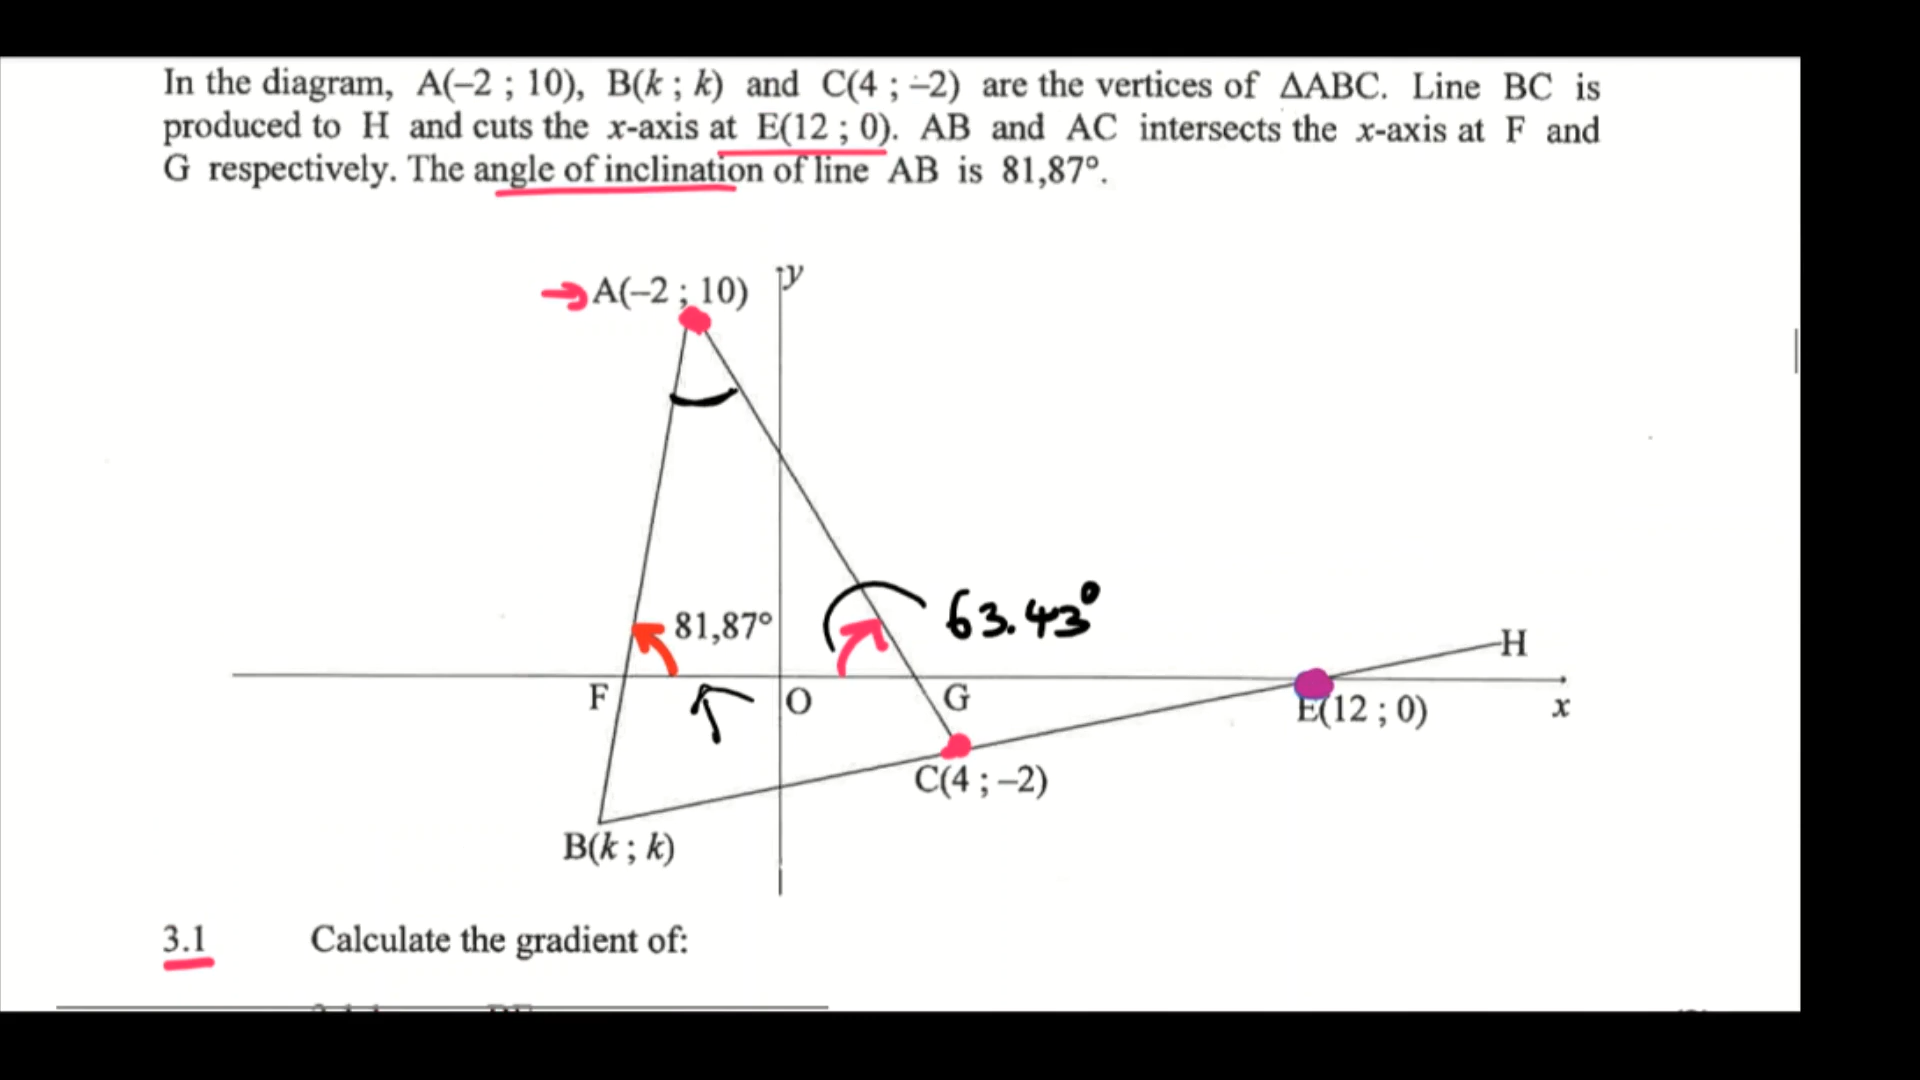 In the diagram, A(–2 ; 10), B(k ; k) and C(4 ; –2) are the vertices of ΔABC. Line BC is
produced to H and cuts the x-axis at E(12 ; 0). AB and AC intersects the x-axis at F and
G respectively. The angle of inclination of line AB is 81,87°.
A(–2 ; 10)
y
81,87°
63.43°
H
F
O
G
E(12 ; 0)
x
C(4 ; –2)
B(k ; k)
3.1 Calculate the gradient of: